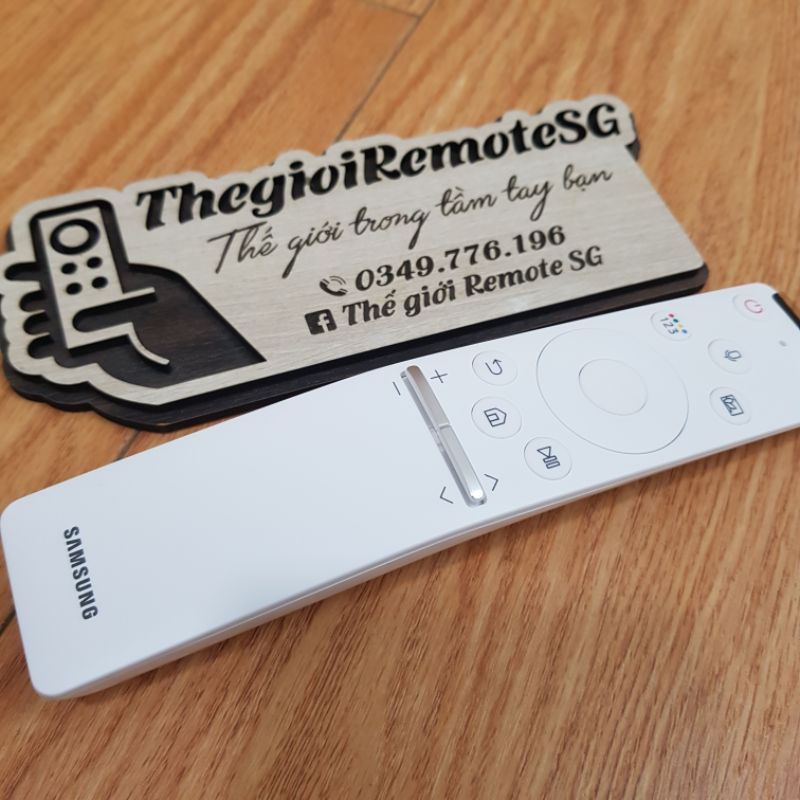 ThegioiRemoteSG
Thế giới trong tầm tay bạn
0349.776.196
Thế giới Remote SG
123
− +
< >
SAMSUNG